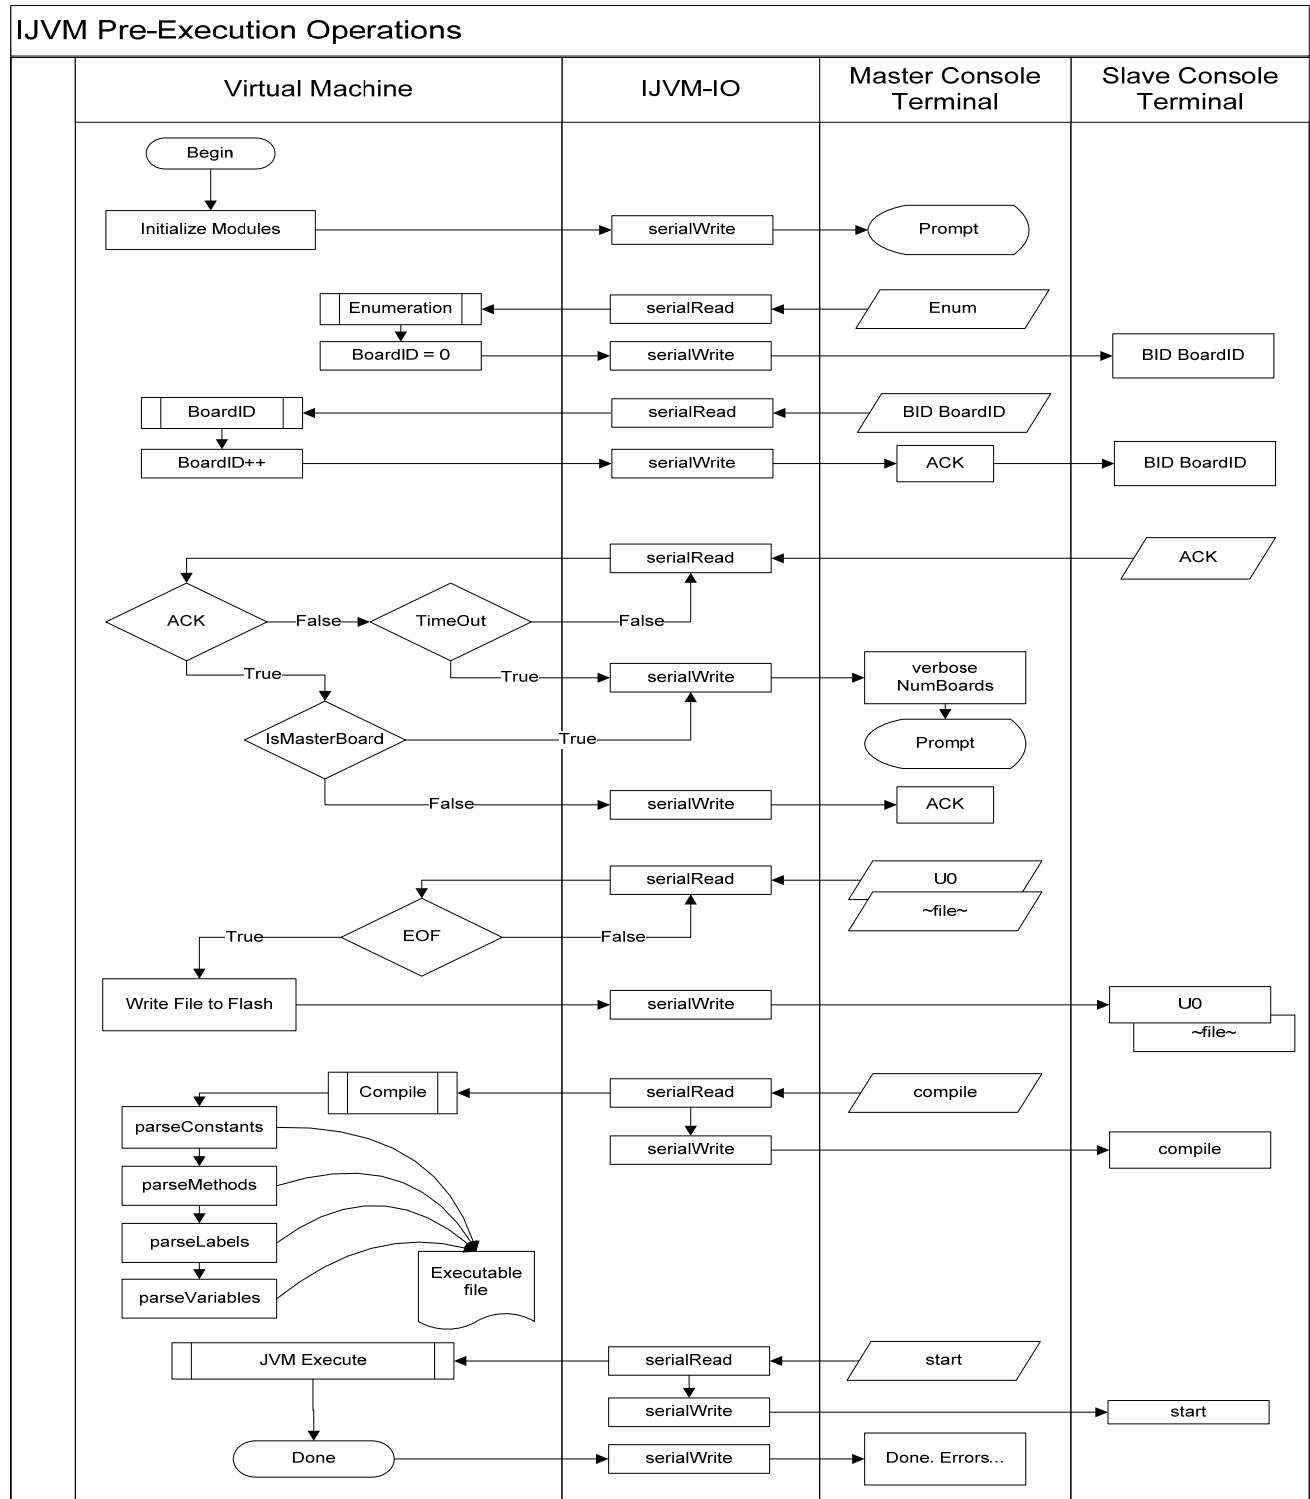 IJVM Pre-Execution Operations
Virtual Machine
IJVM-IO
Master Console
Terminal
Slave Console
Terminal
Begin
Initialize Modules
serialWrite
Prompt
Enumeration
serialRead
Enum
BoardID = 0
serialWrite
BID BoardID
BoardID
serialRead
BID BoardID
BoardID++
serialWrite
ACK
BID BoardID
serialRead
ACK
ACK
False
TimeOut
False
True
True
serialWrite
verbose
NumBoards
IsMasterBoard
True
Prompt
False
serialWrite
ACK
serialRead
U0
~file~
True
EOF
False
Write File to Flash
serialWrite
U0
~file~
Compile
serialRead
compile
parseConstants
serialWrite
compile
parseMethods
parseLabels
Executable
file
parseVariables
JVM Execute
serialRead
start
serialWrite
start
Done
serialWrite
Done. Errors...